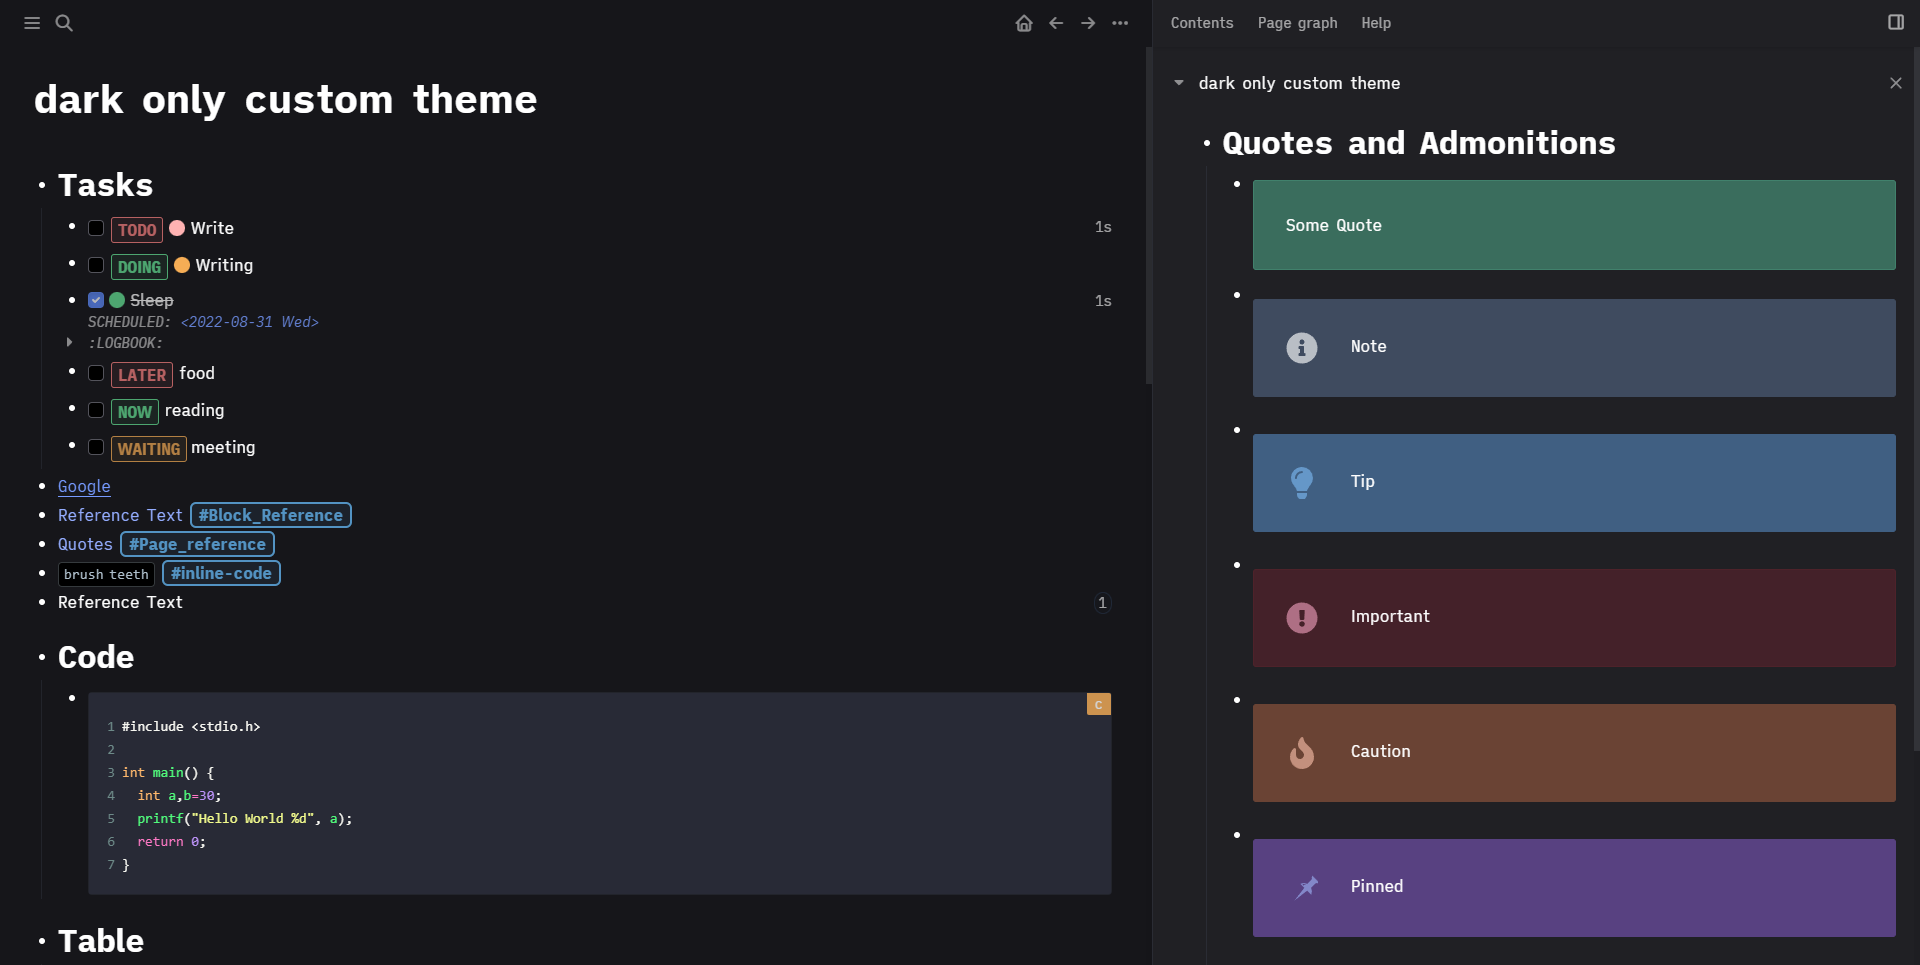 dark only custom theme
Tasks
TODO Write 1s
DOING Writing
Sleep 1s
SCHEDULED: <2022-08-31 Wed>
:LOGBOOK:
LATER food
NOW reading
WAITING meeting
Google
Reference Text #Block_Reference
Quotes #Page_reference
brush teeth #inline-code
Reference Text 1
Code
C
1 #include <stdio.h>
2
3 int main() {
4   int a,b=30;
5   printf("Hello World %d", a);
6   return 0;
7 }
Table
Contents Page graph Help
dark only custom theme
Quotes and Admonitions
Some Quote
Note
Tip
Important
Caution
Pinned